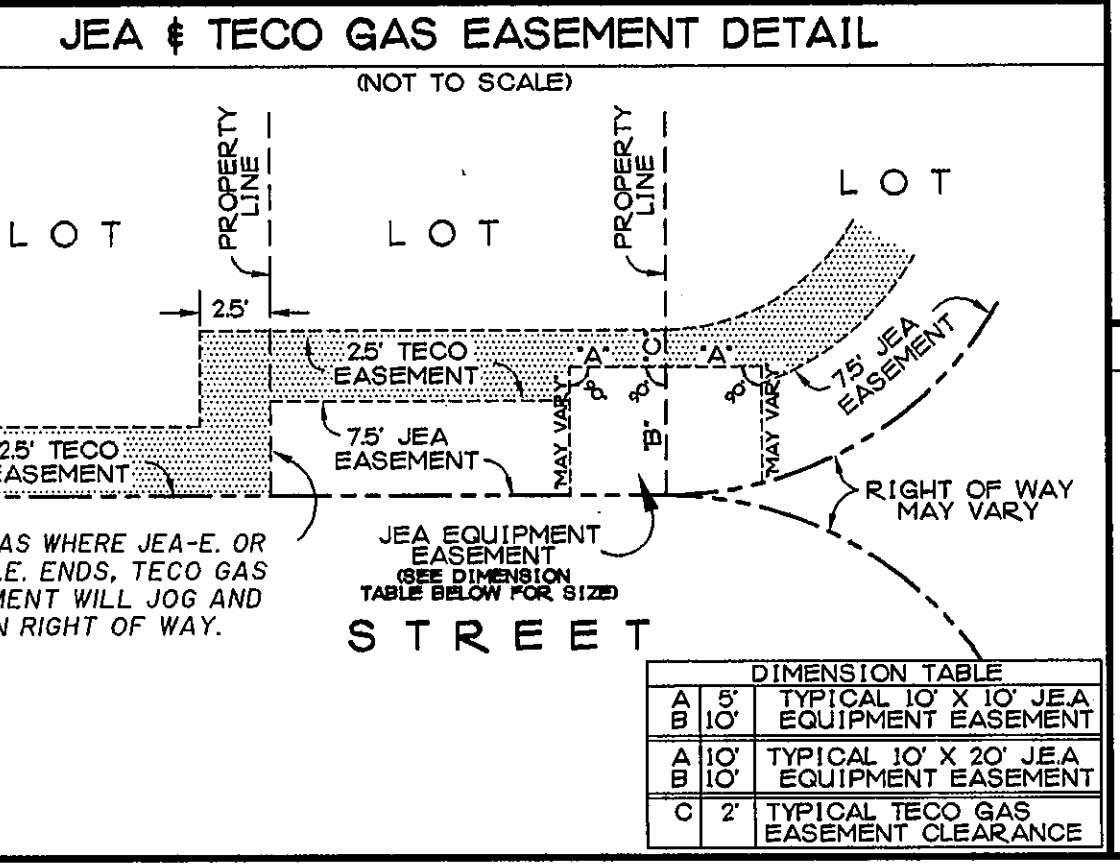 JEA & TECO GAS EASEMENT DETAIL
(NOT TO SCALE)
PROPERTY
LINE
PROPERTY
LINE
LOT
LOT
LOT
2.5'
2.5' TECO
EASEMENT
"A"
"C"
"A"
90°
90°
90°
7.5' JEA
EASEMENT
"MAY VARY"
"B"
"MAY VARY"
7.5' JEA
EASEMENT
2.5' TECO
EASEMENT
RIGHT OF WAY
MAY VARY
JEA EQUIPMENT
EASEMENT
(SEE DIMENSION
TABLE BELOW FOR SIZE)
AS WHERE JEA-E. OR
.E. ENDS, TECO GAS
MENT WILL JOG AND
N RIGHT OF WAY.
STREET
DIMENSION TABLE
A 5' TYPICAL 10' X 10' J.E.A
B 10' EQUIPMENT EASEMENT
A 10' TYPICAL 10' X 20' J.E.A
B 10' EQUIPMENT EASEMENT
C 2' TYPICAL TECO GAS
EASEMENT CLEARANCE